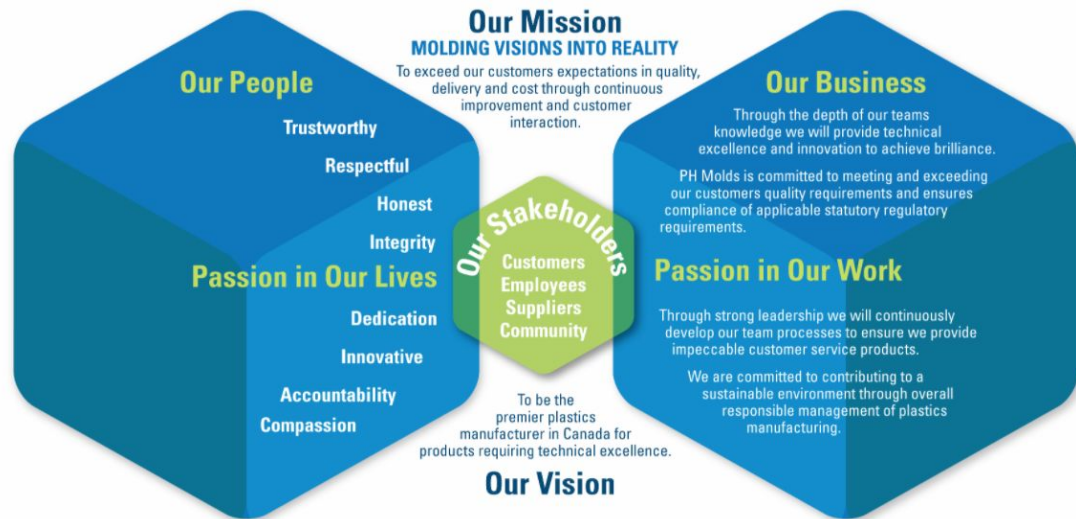 Our Mission
MOLDING VISIONS INTO REALITY
To exceed our customers expectations in quality,
delivery and cost through continuous
improvement and customer
interaction.
Our People
Trustworthy
Respectful
Honest
Integrity
Passion in Our Lives
Dedication
Innovative
Accountability
Compassion
Our Stakeholders
Customers
Employees
Suppliers
Community
Our Business
Through the depth of our teams
knowledge we will provide technical
excellence and innovation to achieve brilliance.
PH Molds is committed to meeting and exceeding
our customers quality requirements and ensures
compliance of applicable statutory regulatory
requirements.
Passion in Our Work
Through strong leadership we will continuously
develop our team processes to ensure we provide
impeccable customer service products.
We are committed to contributing to a
sustainable environment through overall
responsible management of plastics
manufacturing.
To be the
premier plastics
manufacturer in Canada for
products requiring technical excellence.
Our Vision